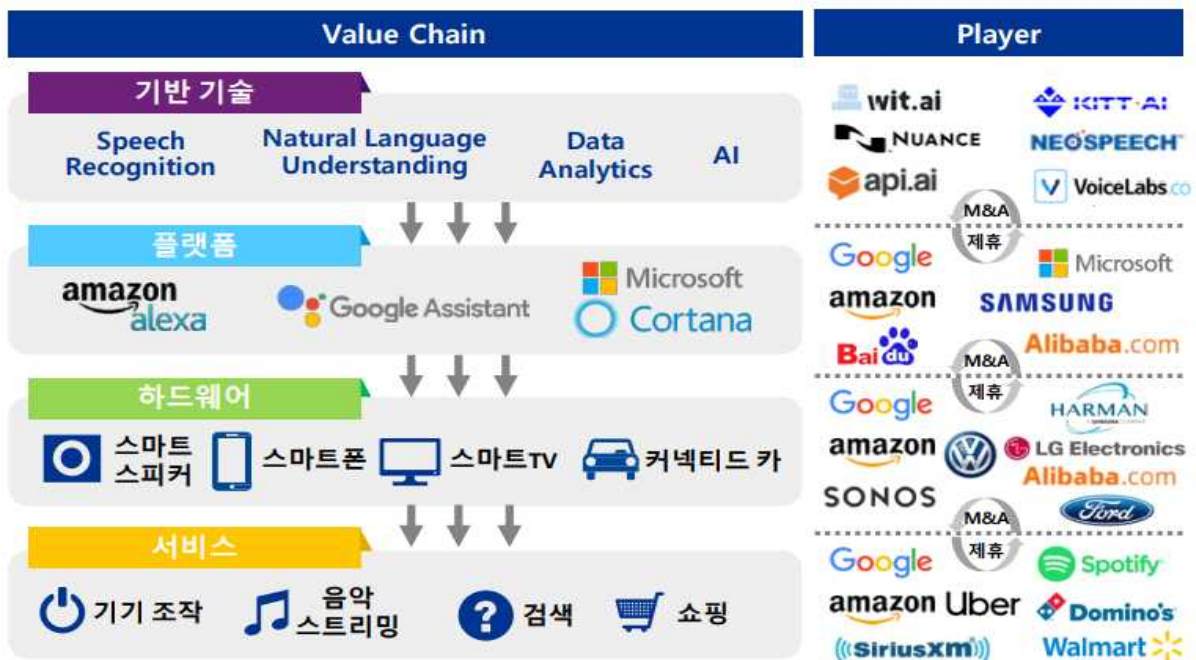 Value Chain
Player
기반 기술
Speech
Recognition
Natural Language
Understanding
Data
Analytics
AI
wit.ai
KITT·AI
NUANCE
NEOSPEECH
api.ai
VoiceLabs.co
M&A
제휴
플랫폼
amazon
alexa
Google Assistant
Microsoft
Cortana
Google
Microsoft
amazon
SAMSUNG
Baidu
Alibaba.com
M&A
제휴
하드웨어
스마트
스피커
스마트폰
스마트TV
커넥티드 카
Google
HARMAN
amazon
LG Electronics
Alibaba.com
SONOS
Ford
M&A
제휴
서비스
기기 조작
음악
스트리밍
검색
쇼핑
Google
Spotify
amazon
Uber
Domino's
((SiriusXM))
Walmart